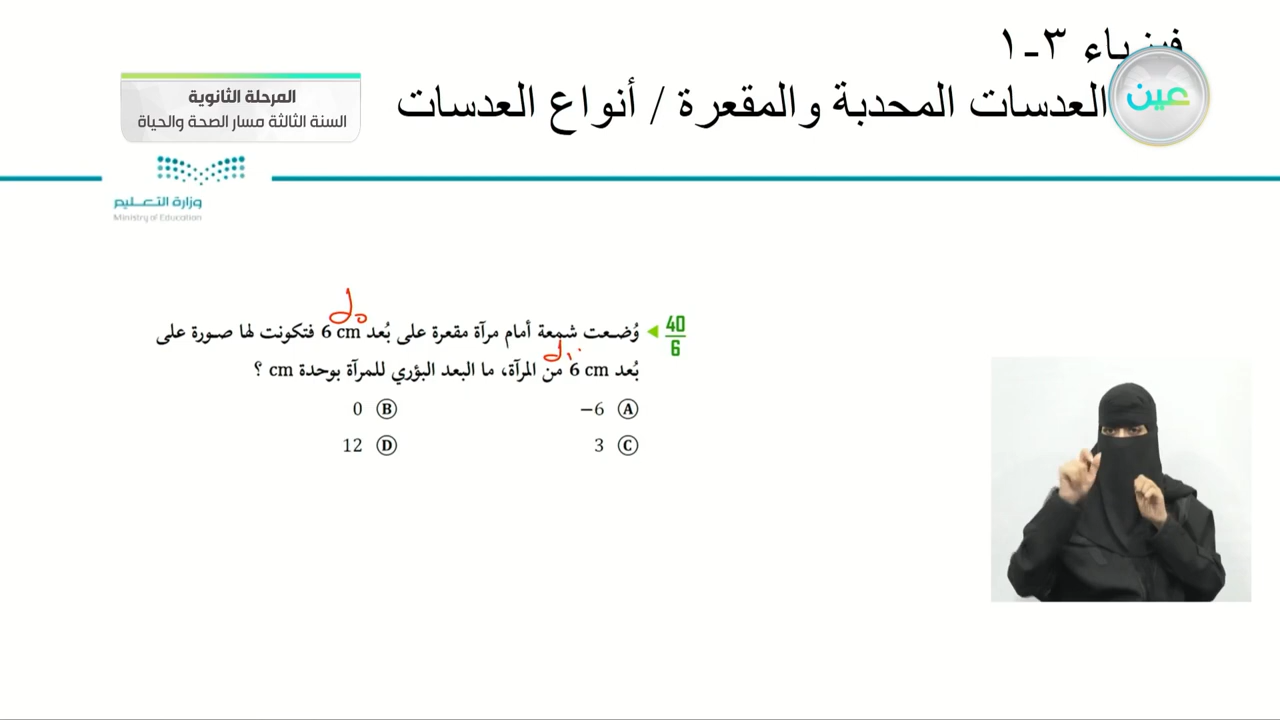 فيزياء ٣-١
العدسات المحدبة والمقعرة / أنواع العدسات
عين
المرحلة الثانوية
السنة الثالثة مسار الصحة والحياة
وزارة التعليم
Ministry of Education
40/6 وُضعت شمعة أمام مرآة مقعرة على بُعد 6 cm فتكونت لها صورة على
بُعد 6 cm من المرآة، ما البعد البؤري للمرآة بوحدة cm ؟
A −6 B 0
C 3 D 12
do
di